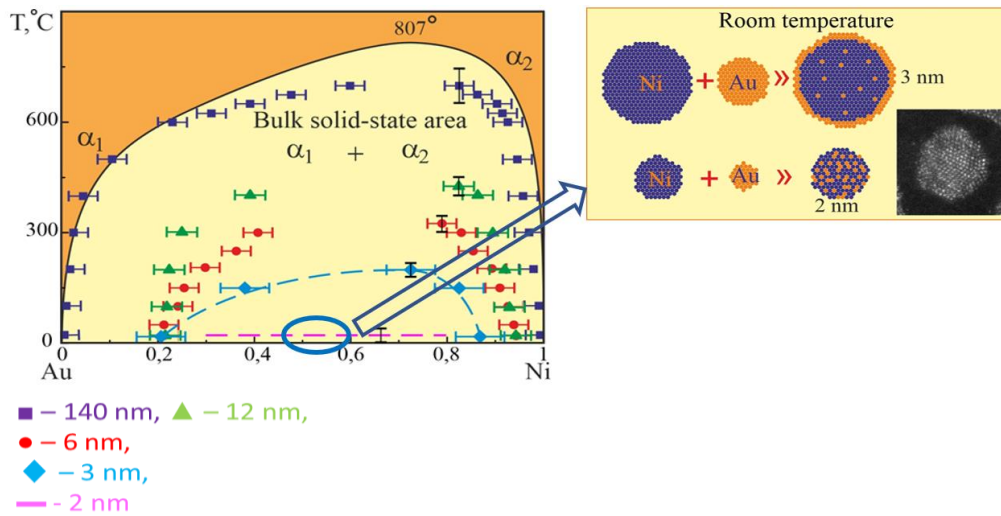 T,°C
807°
α₂
600
α₁
Bulk solid-state area
α₁ + α₂
300
0
0 0,2 0,4 0,6 0,8 1
Au Ni
– 140 nm, – 12 nm,
– 6 nm,
– 3 nm,
- 2 nm
Room temperature
Ni + Au »
3 nm
Ni + Au »
2 nm